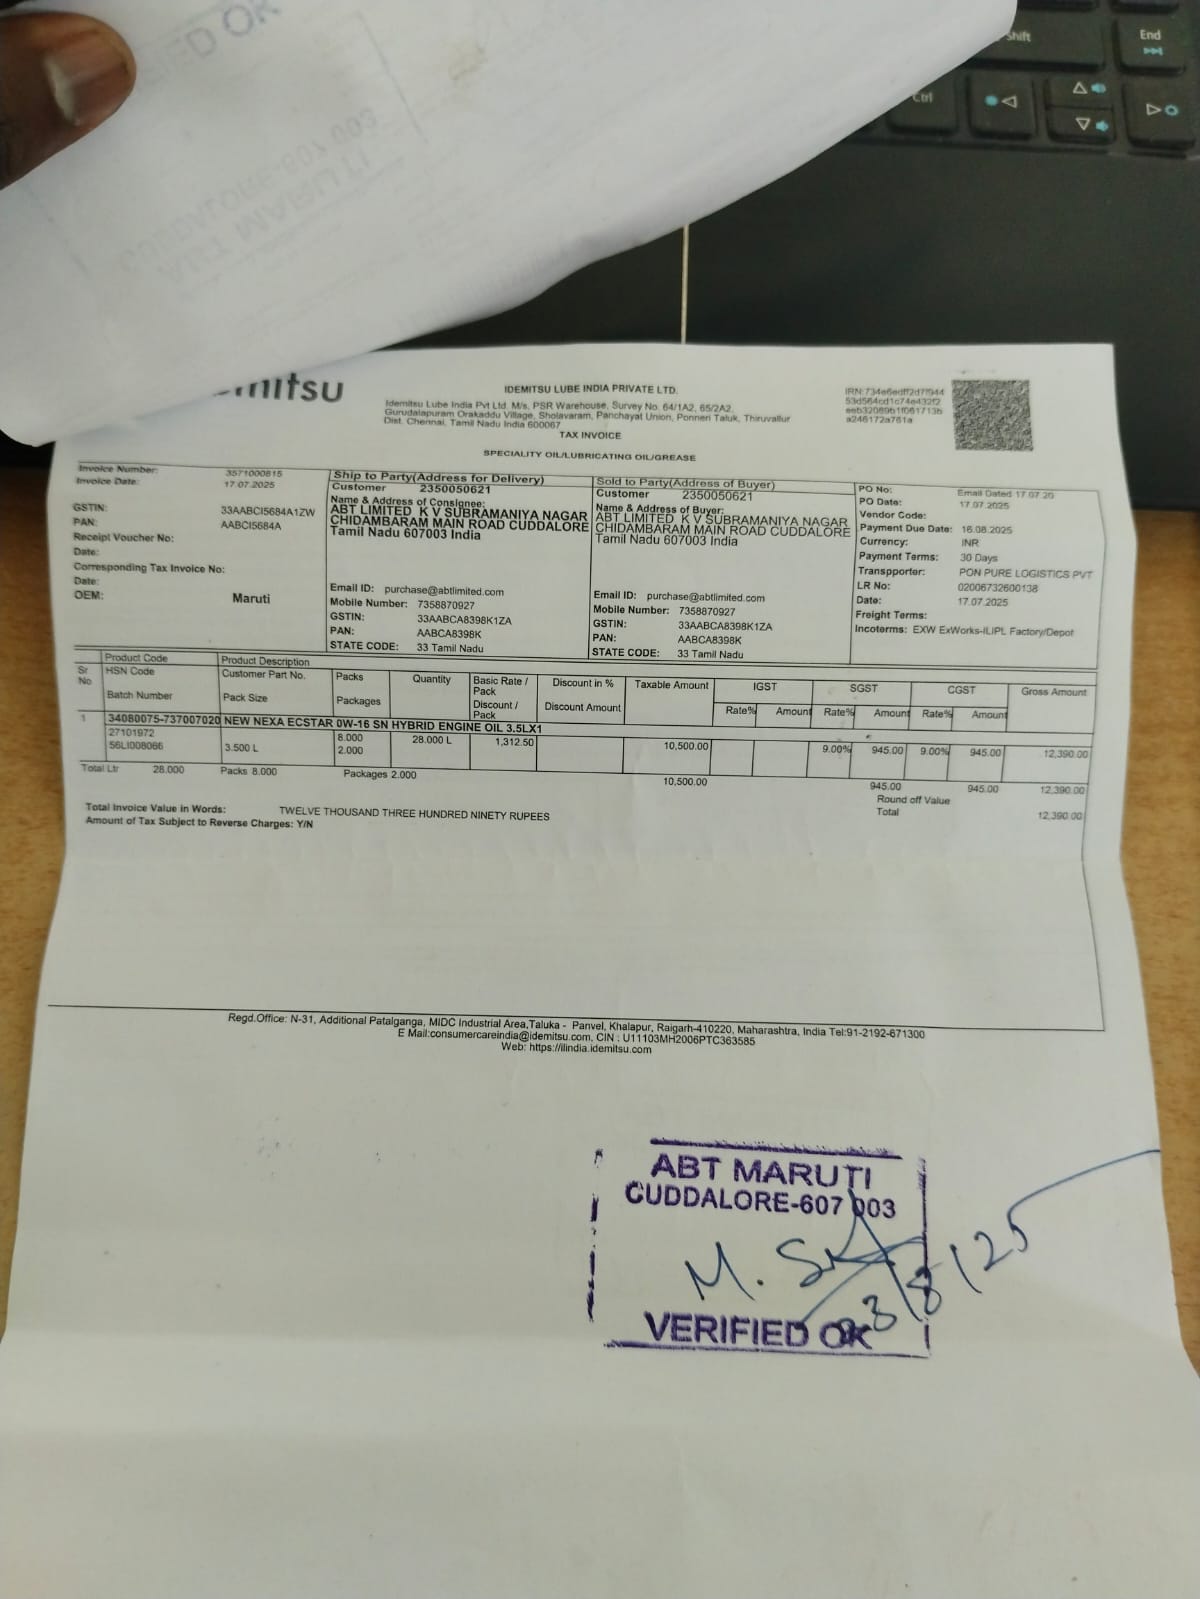 Shift
End
Ctrl
VERIFIED OK
CUDDALORE-607 003
ABT MARUTI
IDEMITSU LUBE INDIA PRIVATE LTD.
Idemitsu Lube India Pvt Ltd. M/s, PSR Warehouse, Survey No. 64/1A2, 65/2A2,
Gurudalapuram Orakaddu Village, Sholavaram, Panchayat Union, Ponneri Taluk, Thiruvallur
Dist. Chennai, Tamil Nadu India 600067
TAX INVOICE
SPECIALITY OIL/LUBRICATING OIL/GREASE
Invoice Number: 3571000815
Invoice Date: 17.07.2025
GSTIN: 33AABCI5684A1ZW
PAN: AABCI5684A
Receipt Voucher No:
Date:
Corresponding Tax Invoice No:
Date:
OEM: Maruti
Ship to Party(Address for Delivery)
Customer 2350050621
Name & Address of Consignee:
ABT LIMITED K V SUBRAMANIYA NAGAR
CHIDAMBARAM MAIN ROAD CUDDALORE
Tamil Nadu 607003 India
Email ID: purchase@abtlimited.com
Mobile Number: 7358870927
GSTIN: 33AABCA8398K1ZA
PAN: AABCA8398K
STATE CODE: 33 Tamil Nadu
Sold to Party(Address of Buyer)
Customer 2350050621
Name & Address of Buyer:
ABT LIMITED K V SUBRAMANIYA NAGAR
CHIDAMBARAM MAIN ROAD CUDDALORE
Tamil Nadu 607003 India
Email ID: purchase@abtlimited.com
Mobile Number: 7358870927
GSTIN: 33AABCA8398K1ZA
PAN: AABCA8398K
STATE CODE: 33 Tamil Nadu
PO No: Email Dated 17.07.20
PO Date: 17.07.2025
Vendor Code:
Payment Due Date: 16.08.2025
Currency: INR
Payment Terms: 30 Days
Transpporter: PON PURE LOGISTICS PVT
LR No: 02006732600138
Date: 17.07.2025
Freight Terms:
Incoterms: EXW ExWorks-ILIPL Factory/Depot
Sr No Product Code HSN Code Batch Number Product Description Customer Part No. Pack Size Packs Packages Quantity Basic Rate / Pack Discount / Pack Discount in % Discount Amount Taxable Amount IGST SGST CGST Gross Amount
Rate% Amount Rate% Amount Rate% Amount
1 34080075-737007020 NEW NEXA ECSTAR 0W-16 SN HYBRID ENGINE OIL 3.5LX1
27101972 8.000 28.000 L 1,312.50 10,500.00 9.00% 945.00 9.00% 945.00 12,390.00
56LI008066 3.500 L 2.000
Total Ltr 28.000 Packs 8.000 Packages 2.000 10,500.00 945.00 945.00 12,390.00
Round off Value
Total 12,390.00
Total Invoice Value in Words: TWELVE THOUSAND THREE HUNDRED NINETY RUPEES
Amount of Tax Subject to Reverse Charges: Y/N
Regd.Office: N-31, Additional Patalganga, MIDC Industrial Area,Taluka - Panvel, Khalapur, Raigarh-410220, Maharashtra, India Tel:91-2192-671300
E Mail:consumercareindia@idemitsu.com, CIN : U11103MH2006PTC363585
Web: https://ilindia.idemitsu.com
ABT MARUTI
CUDDALORE-607 003
M.
VERIFIED OK